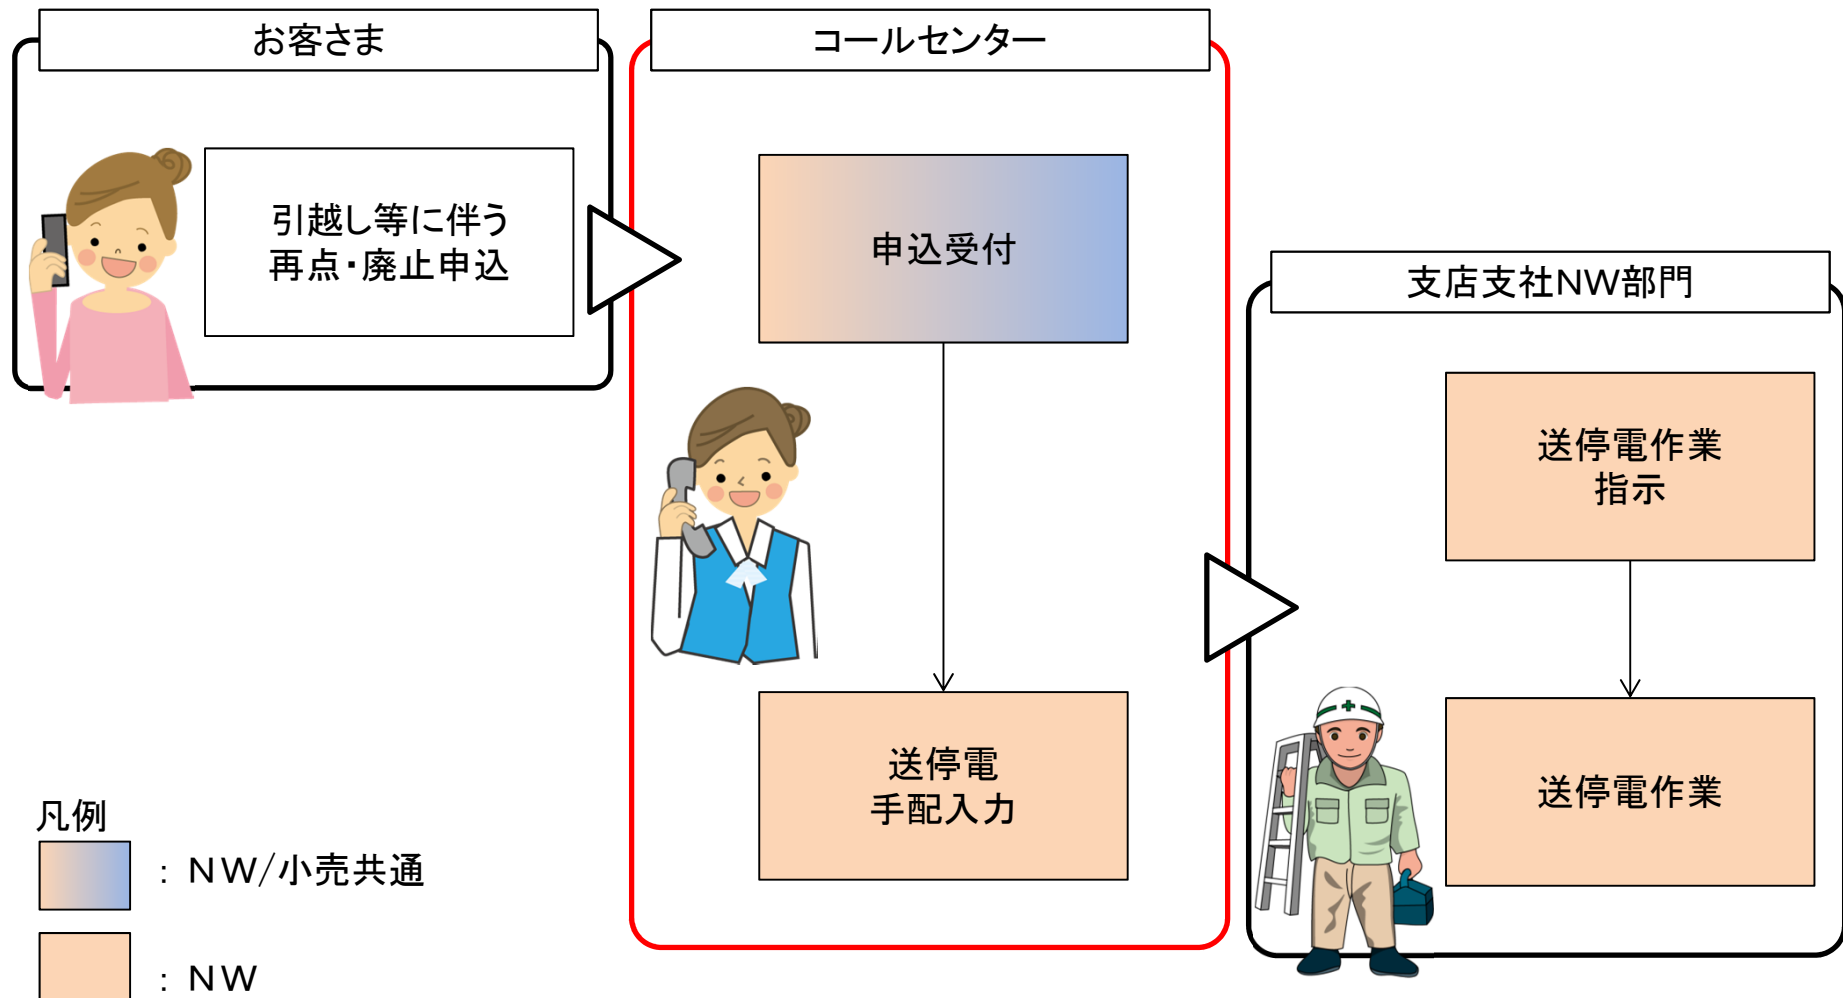 お客さま
引越し等に伴う
再点・廃止申込
コールセンター
申込受付
送停電
手配入力
支店支社NW部門
送停電作業
指示
送停電作業
凡例
：ＮＷ/小売共通
：ＮＷ